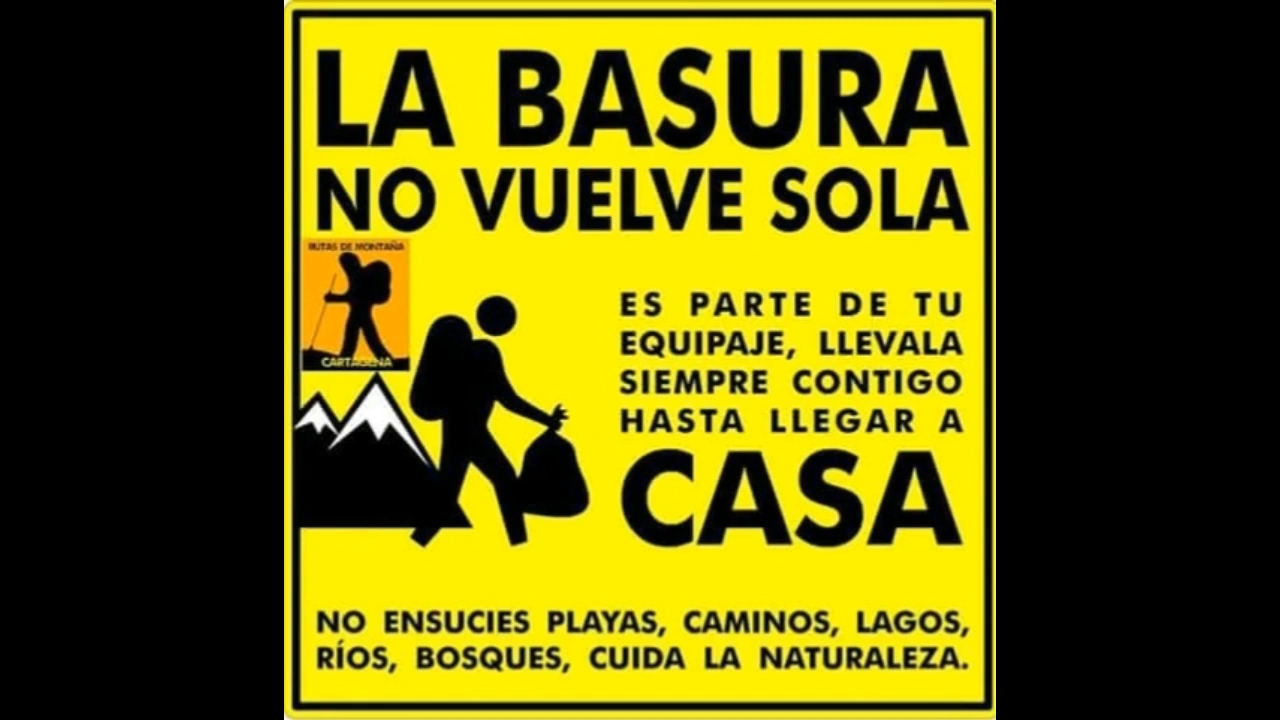 LA BASURA
NO VUELVE SOLA
RUTAS DE MONTAÑA
CARTAGENA
ES PARTE DE TU
EQUIPAJE, LLEVALA
SIEMPRE CONTIGO
HASTA LLEGAR A
CASA
NO ENSUCIES PLAYAS, CAMINOS, LAGOS,
RÍOS, BOSQUES, CUIDA LA NATURALEZA.